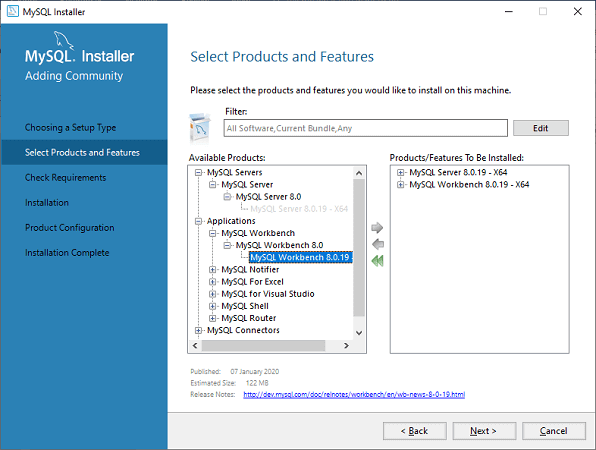 MySQL Installer
MySQL. Installer
Adding Community
Choosing a Setup Type
Select Products and Features
Check Requirements
Installation
Product Configuration
Installation Complete
Select Products and Features
Please select the products and features you would like to install on this machine.
Filter:
All Software,Current Bundle,Any
Edit
Available Products:
MySQL Servers
MySQL Server
MySQL Server 8.0
MySQL Server 8.0.19 - X64
Applications
MySQL Workbench
MySQL Workbench 8.0
MySQL Workbench 8.0.19 -
MySQL Notifier
MySQL For Excel
MySQL for Visual Studio
MySQL Shell
MySQL Router
MySQL Connectors
Products/Features To Be Installed:
MySQL Server 8.0.19 - X64
MySQL Workbench 8.0.19 - X64
Published: 07 January 2020
Estimated Size: 122 MB
Release Notes: http://dev.mysql.com/doc/relnotes/workbench/en/wb-news-8-0-19.html
< Back
Next >
Cancel